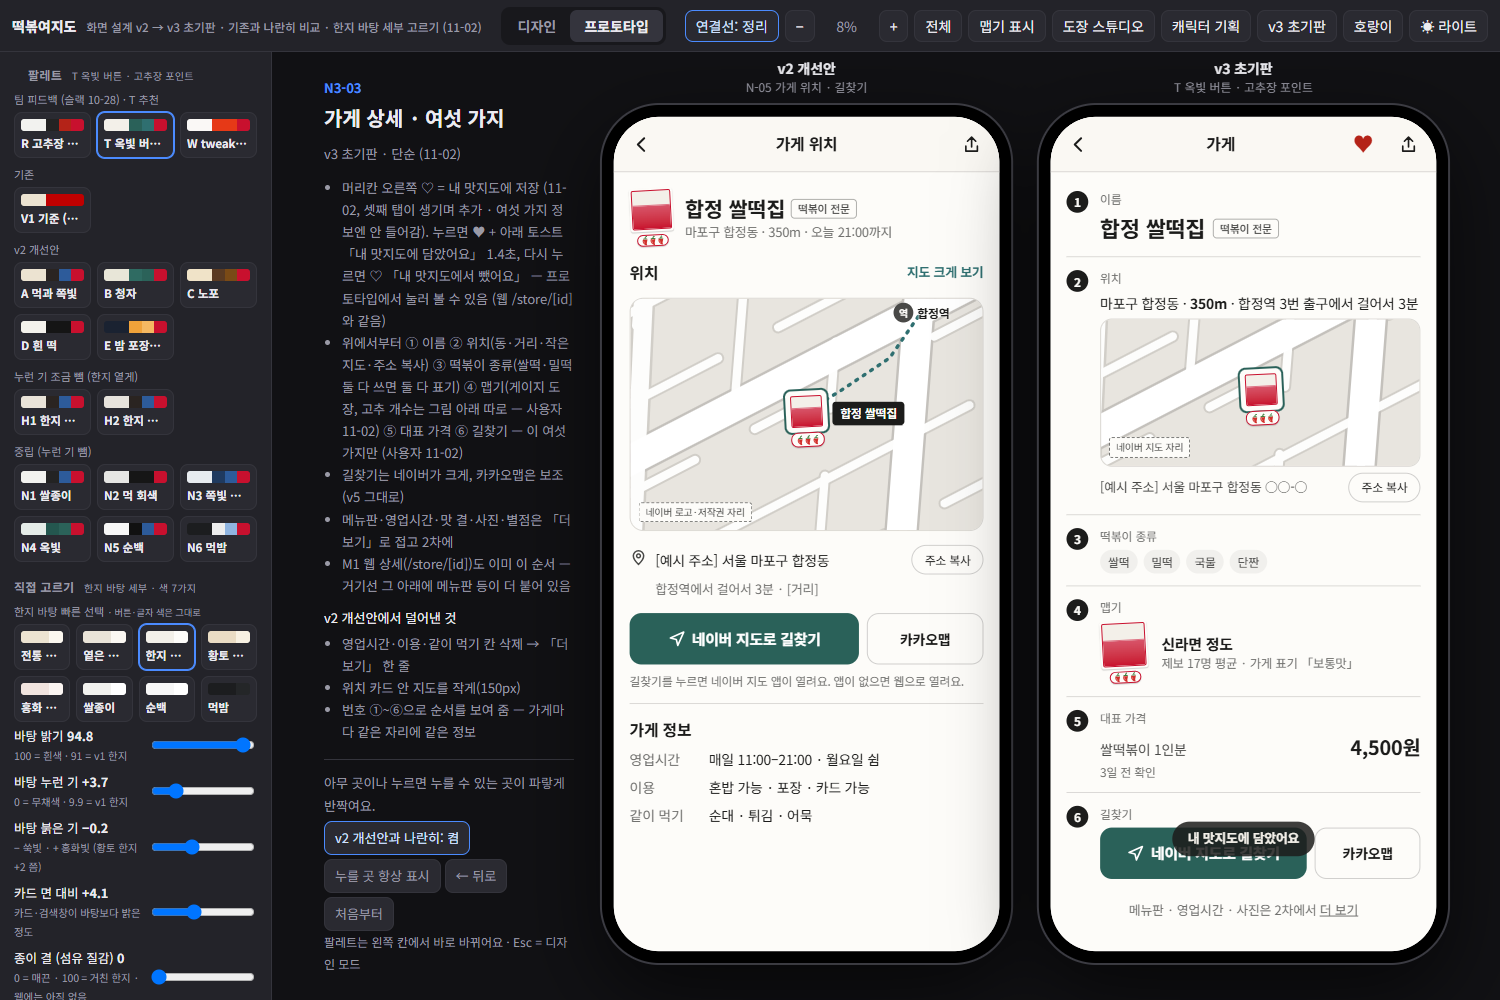 떡볶여지도 화면 설계 v2 → v3 초기판 · 기존과 나란히 비교 · 한지 바탕 세부 고르기 (11-02)
디자인 프로토타입
연결선: 정리 − 8% + 전체 맵기 표시 도장 스튜디오 캐릭터 기획 v3 초기판 호랑이 ☀ 라이트
팔레트 T 옥빛 버튼 · 고추장 포인트
팀 피드백 (슬랙 10-28) · T 추천
R 고추장 ⋯ T 옥빛 버⋯ W tweak⋯
기존
V1 기준 (⋯
v2 개선안
A 먹과 쪽빛 B 청자 C 노포
D 흰 떡 E 밤 포장⋯
누런 기 조금 뺌 (한지 옅게)
H1 한지 ⋯ H2 한지 ⋯
중립 (누런 기 뺌)
N1 쌀종이 N2 먹 회색 N3 쪽빛 ⋯
N4 옥빛 N5 순백 N6 먹밤
직접 고르기 한지 바탕 세부 · 색 7가지
한지 바탕 빠른 선택 · 버튼·글자 색은 그대로
전통 ⋯ 옅은 ⋯ 한지 ⋯ 황토 ⋯
홍화 ⋯ 쌀종이 순백 먹밤
바탕 밝기 94.8
100 = 흰색 · 91 = v1 한지
바탕 누런 기 +3.7
0 = 무채색 · 9.9 = v1 한지
바탕 붉은 기 −0.2
− 쑥빛 · + 홍화빛 (황토 한지
+2 쯤)
카드 면 대비 +4.1
카드·검색창이 바탕보다 밝은
정도
종이 결 (섬유 질감) 0
0 = 매끈 · 100 = 거친 한지 ·
웹에는 아직 없음
N3-03
가게 상세 · 여섯 가지
v3 초기판 · 단순 (11-02)
• 머리칸 오른쪽 ♡ = 내 맛지도에 저장 (11-
02, 셋째 탭이 생기며 추가 · 여섯 가지 정
보엔 안 들어감). 누르면 ♥ + 아래 토스트
「내 맛지도에 담았어요」 1.4초, 다시 누
르면 ♡ 「내 맛지도에서 뺐어요」 — 프로
토타입에서 눌러 볼 수 있음 (웹 /store/[id]
와 같음)
• 위에서부터 ① 이름 ② 위치(동·거리·작은
지도·주소 복사) ③ 떡볶이 종류(쌀떡·밀떡
둘 다 쓰면 둘 다 표기) ④ 맵기(게이지 도
장, 고추 개수는 그림 아래 따로 — 사용자
11-02) ⑤ 대표 가격 ⑥ 길찾기 — 이 여섯
가지만 (사용자 11-02)
• 길찾기는 네이버가 크게, 카카오맵은 보조
(v5 그대로)
• 메뉴판·영업시간·맛 결·사진·별점은 「더
보기」로 접고 2차에
• M1 웹 상세(/store/[id])도 이미 이 순서 —
거기선 그 아래에 메뉴판 등이 더 붙어 있음
v2 개선안에서 덜어낸 것
• 영업시간·이용·같이 먹기 칸 삭제 → 「더
보기」 한 줄
• 위치 카드 안 지도를 작게(150px)
• 번호 ①~⑥으로 순서를 보여 줌 — 가게마
다 같은 자리에 같은 정보
아무 곳이나 누르면 누를 수 있는 곳이 파랗게
반짝여요.
v2 개선안과 나란히: 켬
누를 곳 항상 표시 ← 뒤로
처음부터
팔레트는 왼쪽 칸에서 바로 바뀌어요 · Esc = 디자
인 모드
v2 개선안
N-05 가게 위치 · 길찾기
가게 위치
합정 쌀떡집 떡볶이 전문
마포구 합정동 · 350m · 오늘 21:00까지
위치 지도 크게 보기
역 합정역
합정 쌀떡집
네이버 로고·저작권 자리
[예시 주소] 서울 마포구 합정동 주소 복사
합정역에서 걸어서 3분 · [거리]
네이버 지도로 길찾기 카카오맵
길찾기를 누르면 네이버 지도 앱이 열려요. 앱이 없으면 웹으로 열려요.
가게 정보
영업시간 매일 11:00–21:00 · 월요일 쉼
이용 혼밥 가능 · 포장 · 카드 가능
같이 먹기 순대 · 튀김 · 어묵
v3 초기판
T 옥빛 버튼 · 고추장 포인트
가게
1 이름
합정 쌀떡집 떡볶이 전문
2 위치
마포구 합정동 · 350m · 합정역 3번 출구에서 걸어서 3분
네이버 지도 자리
[예시 주소] 서울 마포구 합정동 ○○-○ 주소 복사
3 떡볶이 종류
쌀떡 밀떡 국물 단짠
4 맵기
신라면 정도
제보 17명 평균 · 가게 표기 「보통맛」
5 대표 가격
쌀떡볶이 1인분 4,500원
3일 전 확인
6 길찾기
내 맛지도에 담았어요
네이버 지도로 길찾기 카카오맵
메뉴판 · 영업시간 · 사진은 2차에서 더 보기